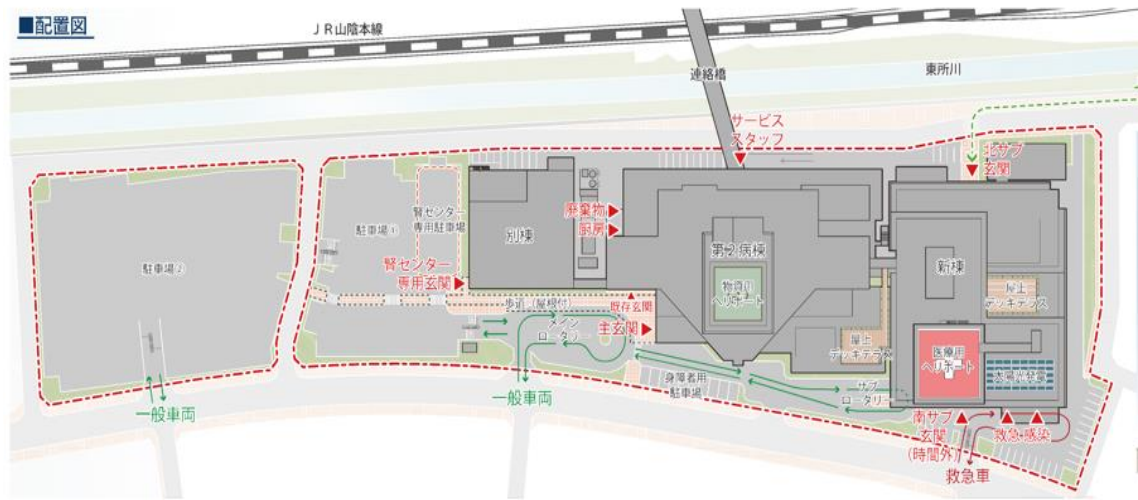 ■配置図
ＪＲ山陰本線
連絡橋
東所川
サービス
スタッフ
北サブ
玄関
腎センター
専用駐車場
駐車場①
駐車場②
別棟
廃棄物
厨房
第２病棟
新棟
物資用
ヘリポート
屋上
デッキテラス
腎センター
専用玄関
歩道（屋根付）
既存玄関
主玄関
メイン
ロータリー
屋上
デッキテラス
医療用
ヘリポート
太陽光発電
身障者用
駐車場
サブ
ロータリー
一般車両
一般車両
南サブ
玄関
（時間外）
救急
感染
救急車